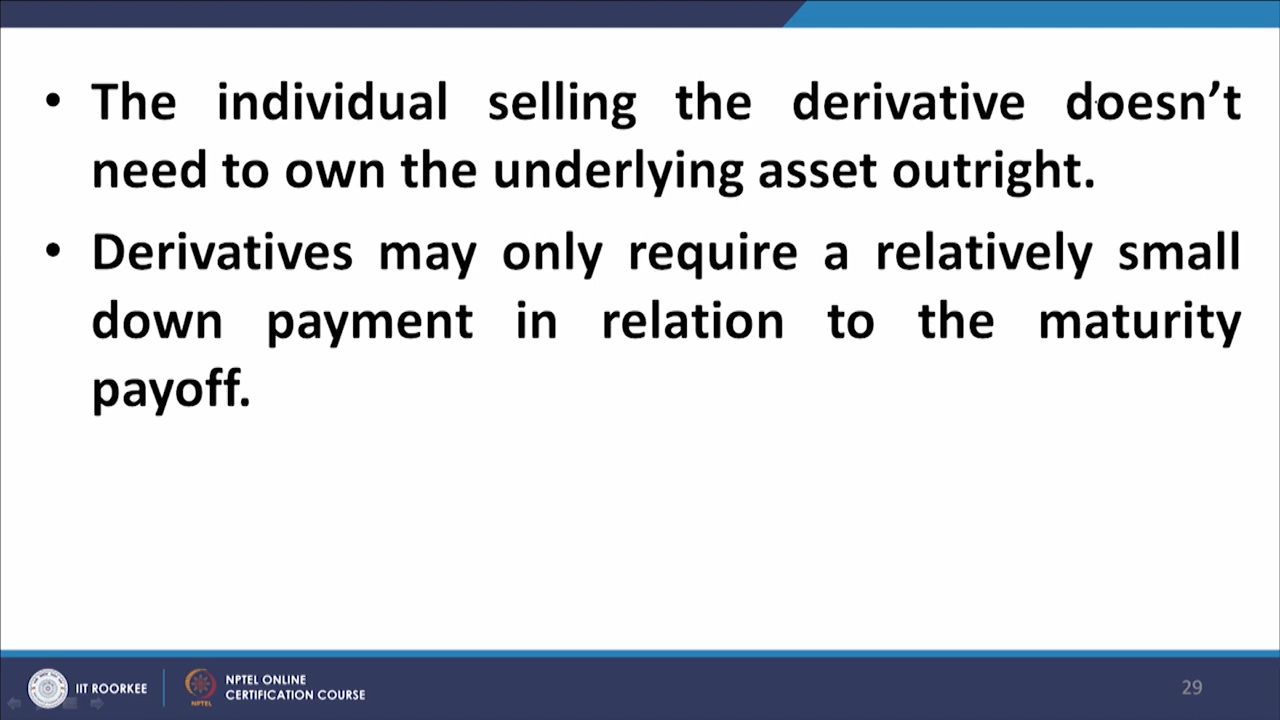 • The individual selling the derivative doesn’t
need to own the underlying asset outright.
• Derivatives may only require a relatively small
down payment in relation to the maturity
payoff.
IIT ROORKEE
NPTEL
NPTEL ONLINE
CERTIFICATION COURSE
29